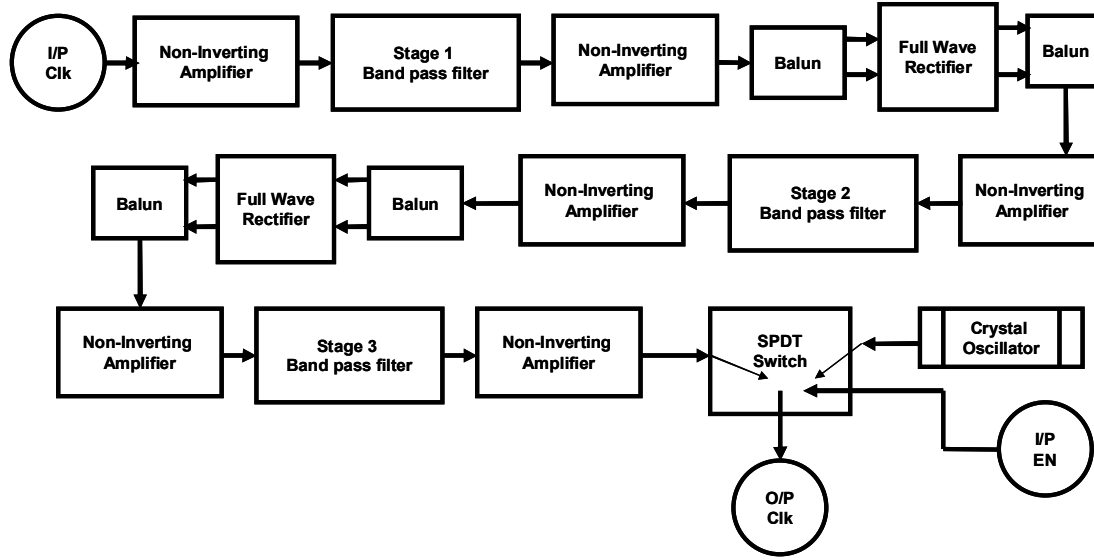 I/P
Clk
Non-Inverting
Amplifier
Stage 1
Band pass filter
Non-Inverting
Amplifier
Balun
Full Wave
Rectifier
Balun
Balun
Full Wave
Rectifier
Balun
Non-Inverting
Amplifier
Stage 2
Band pass filter
Non-Inverting
Amplifier
Non-Inverting
Amplifier
Stage 3
Band pass filter
Non-Inverting
Amplifier
SPDT
Switch
Crystal
Oscillator
I/P
EN
O/P
Clk